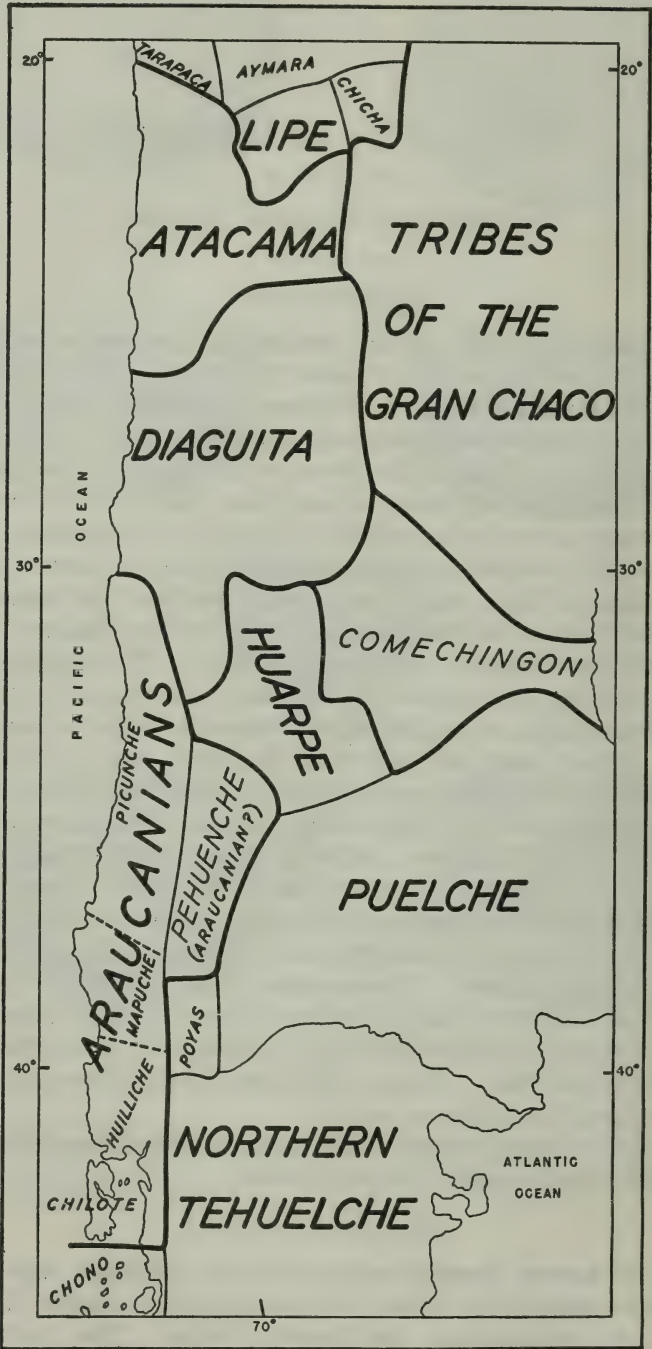 TARAPACA
AYMARA
20°
20°
CHICHA
LIPE
ATACAMA
TRIBES
OF THE
GRAN CHACO
DIAGUITA
PACIFIC OCEAN
30°
30°
HUARPE
COMECHINGON
ARAUCANIANS
PICUNCHE
PEHUENCHE
(ARAUCANIAN?)
PUELCHE
MAPUCHE
POYAS
40°
40°
HUILLICHE
NORTHERN
TEHUELCHE
ATLANTIC
OCEAN
CHILOTE
CHONO
70°